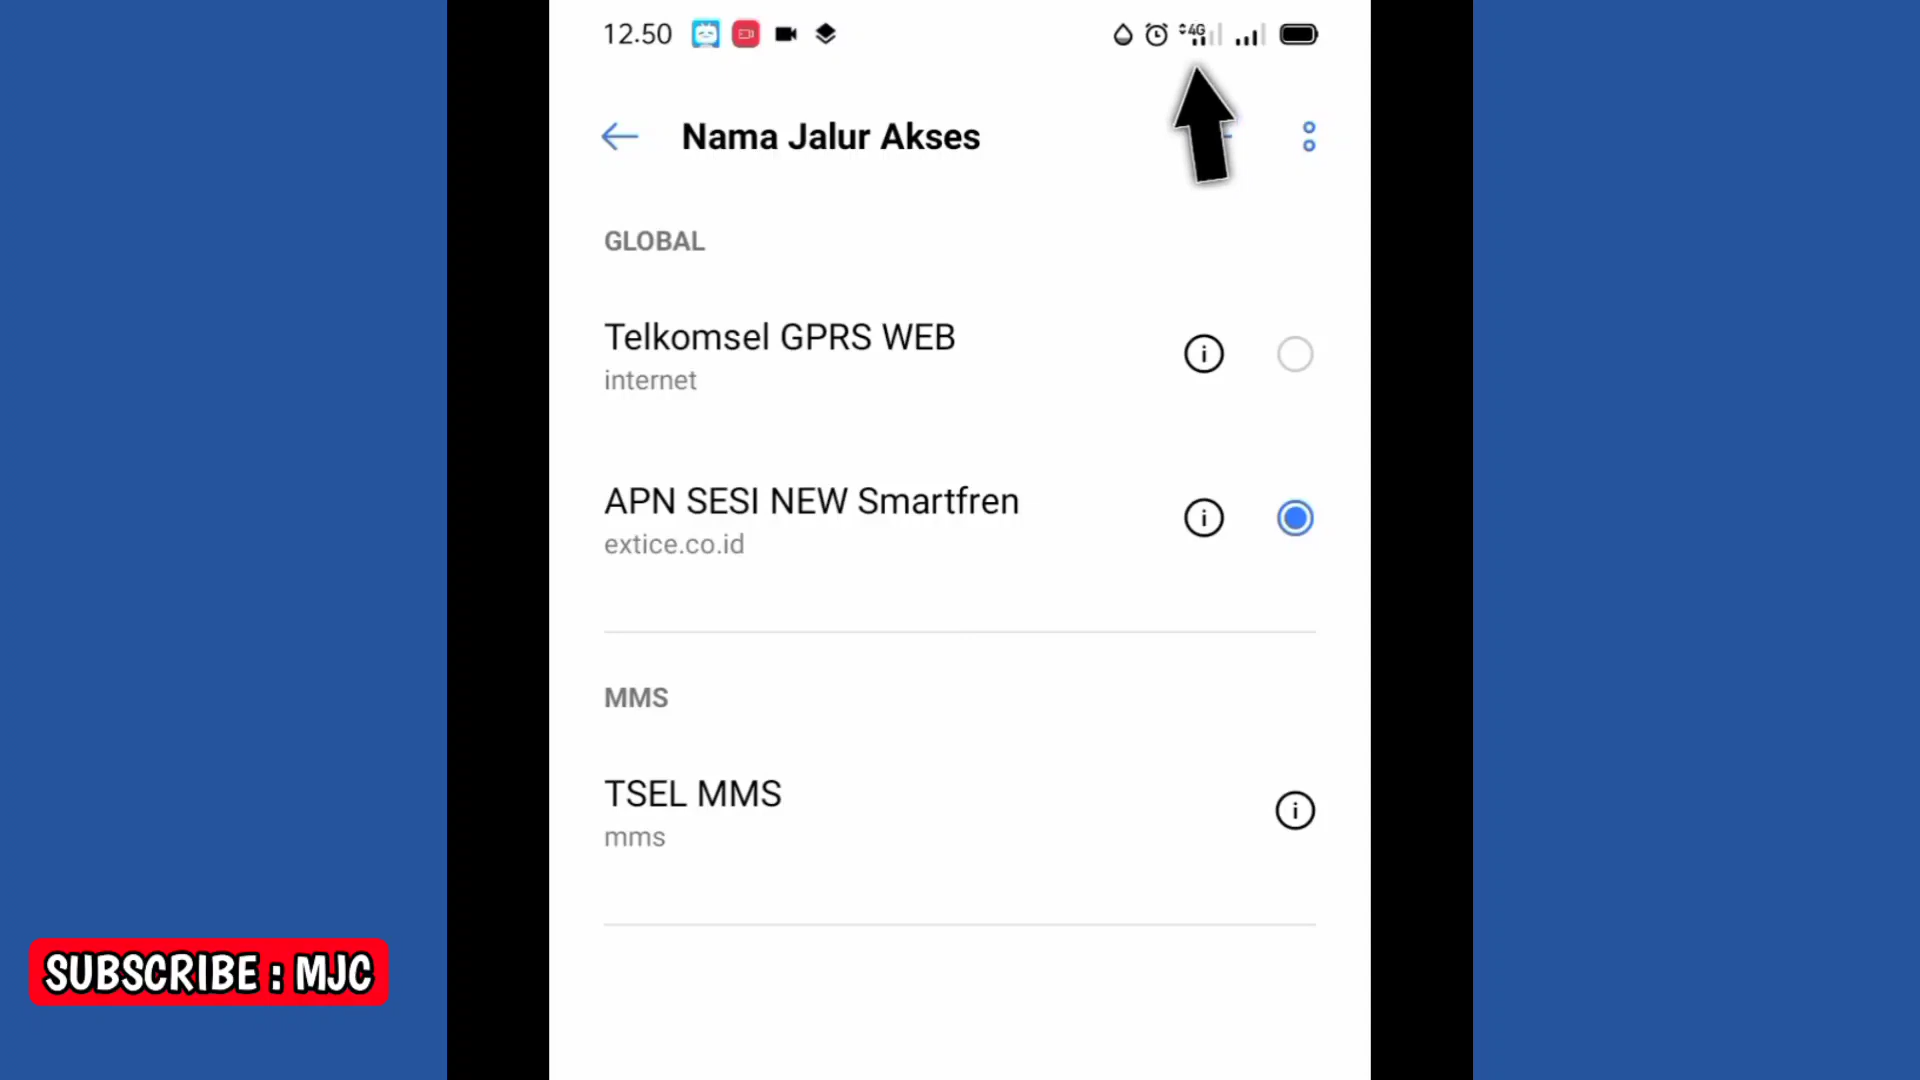 12.50
4G
Nama Jalur Akses
GLOBAL
Telkomsel GPRS WEB
internet
APN SESI NEW Smartfren
extice.co.id
MMS
TSEL MMS
mms
SUBSCRIBE : MJC